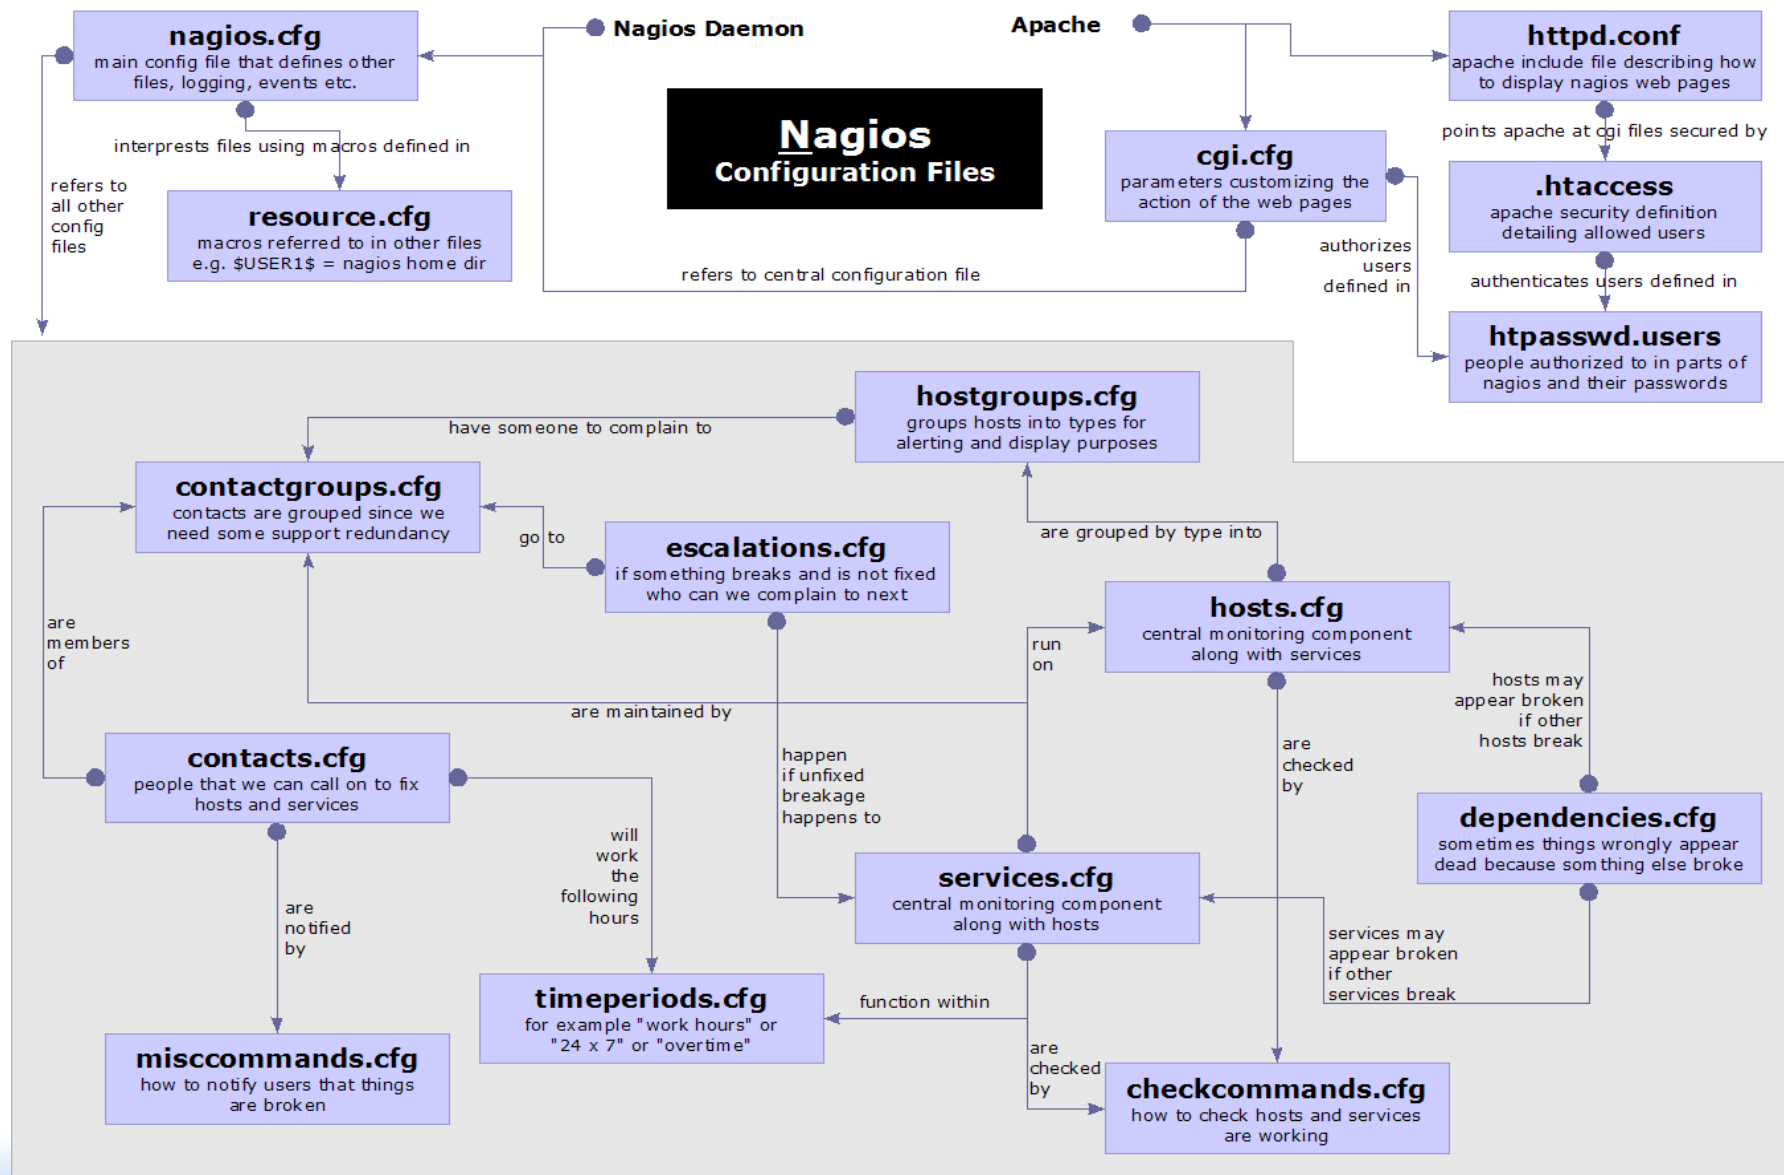 nagios.cfg
main config file that defines other
files, logging, events etc.
Nagios Daemon
Apache
httpd.conf
apache include file describing how
to display nagios web pages
Nagios
Configuration Files
interprests files using macros defined in
points apache at cgi files secured by
cgi.cfg
parameters customizing the
action of the web pages
refers to
all other
config
files
resource.cfg
macros referred to in other files
e.g. $USER1$ = nagios home dir
.htaccess
apache security definition
detailing allowed users
refers to central configuration file
authorizes
users
defined in
authenticates users defined in
htpasswd.users
people authorized to in parts of
nagios and their passwords
hostgroups.cfg
groups hosts into types for
alerting and display purposes
have someone to complain to
contactgroups.cfg
contacts are grouped since we
need some support redundancy
go to
escalations.cfg
if something breaks and is not fixed
who can we complain to next
are grouped by type into
hosts.cfg
central monitoring component
along with services
are
members
of
run
on
are maintained by
hosts may
appear broken
if other
hosts break
contacts.cfg
people that we can call on to fix
hosts and services
happen
if unfixed
breakage
happens to
are
checked
by
dependencies.cfg
sometimes things wrongly appear
dead because somthing else broke
will
work
the
following
hours
services.cfg
central monitoring component
along with hosts
are
notified
by
services may
appear broken
if other
services break
timeperiods.cfg
for example "work hours" or
"24 x 7" or "overtime"
function within
misccommands.cfg
how to notify users that things
are broken
are
checked
by
checkcommands.cfg
how to check hosts and services
are working